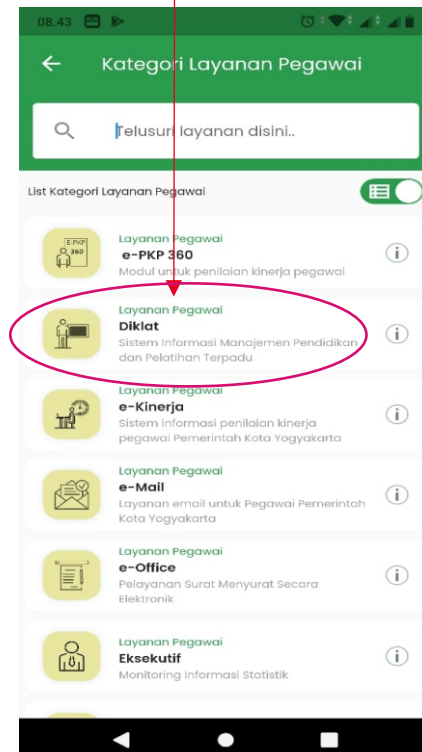 08.43
Kategori Layanan Pegawai
Telusuri layanan disini..
List Kategori Layanan Pegawai
E-PKP
360
Layanan Pegawai
e-PKP 360
Modul untuk penilaian kinerja pegawai
Layanan Pegawai
Diklat
Sistem Informasi Manajemen Pendidikan
dan Pelatihan Terpadu
Layanan Pegawai
e-Kinerja
Sistem informasi penilaian kinerja
pegawai Pemerintah Kota Yogyakarta
Layanan Pegawai
e-Mail
Layanan email untuk Pegawai Pemerintah
Kota Yogyakarta
Layanan Pegawai
e-Office
Pelayanan Surat Menyurat Secara
Elektronik
Layanan Pegawai
Eksekutif
Monitoring Informasi Statistik